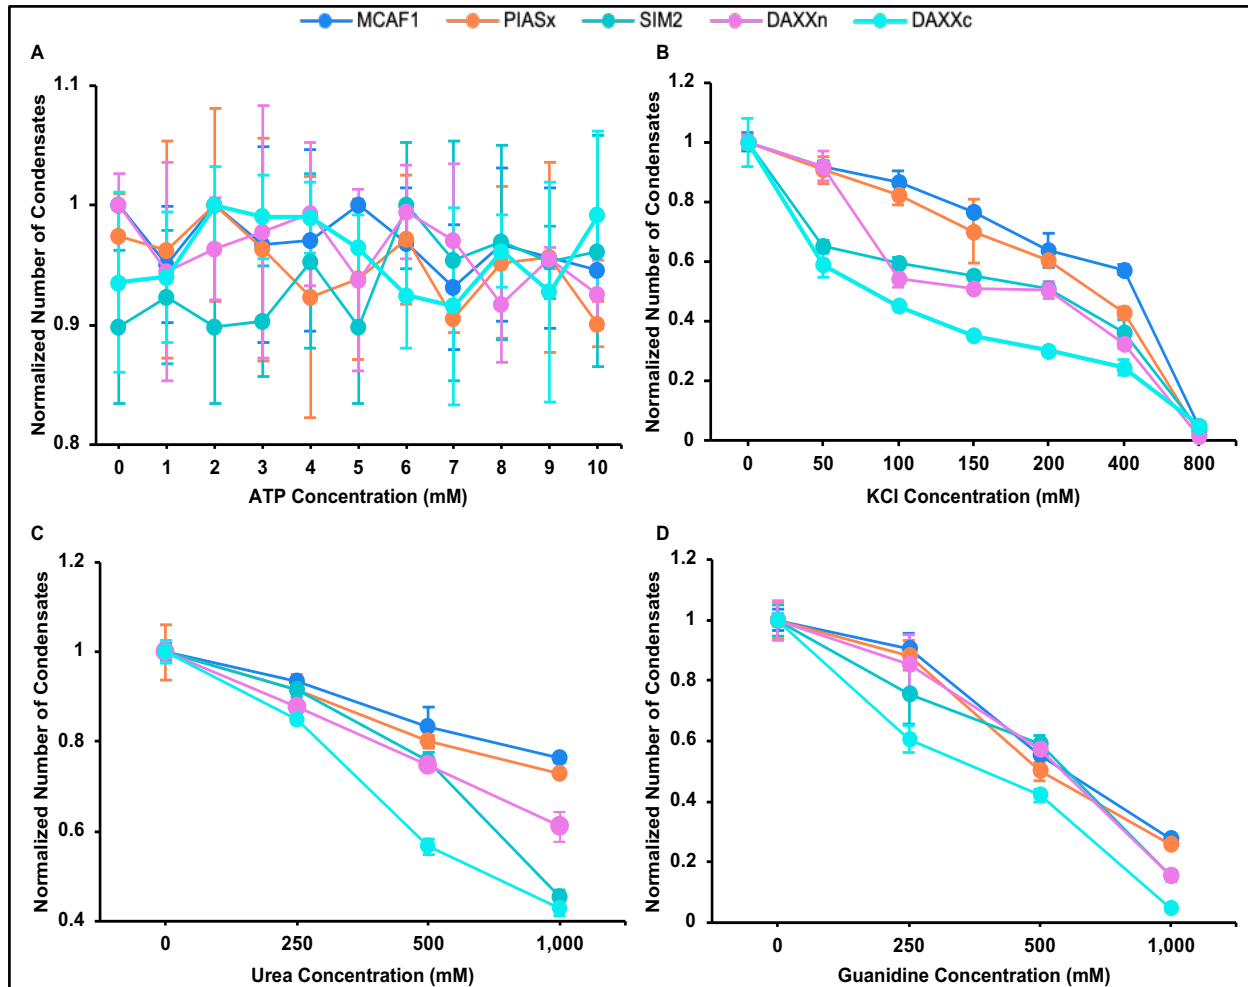 MCAF1 PIASx SIM2 DAXXn DAXXc
A
Normalized Number of Condensates
1.1
1
0.9
0.8
0 1 2 3 4 5 6 7 8 9 10
ATP Concentration (mM)
B
Normalized Number of Condensates
1.2
1
0.8
0.6
0.4
0.2
0
0 50 100 150 200 400 800
KCl Concentration (mM)
C
Normalized Number of Condensates
1.2
1
0.8
0.6
0.4
0 250 500 1,000
Urea Concentration (mM)
D
Normalized Number of Condensates
1.2
1
0.8
0.6
0.4
0.2
0
0 250 500 1,000
Guanidine Concentration (mM)